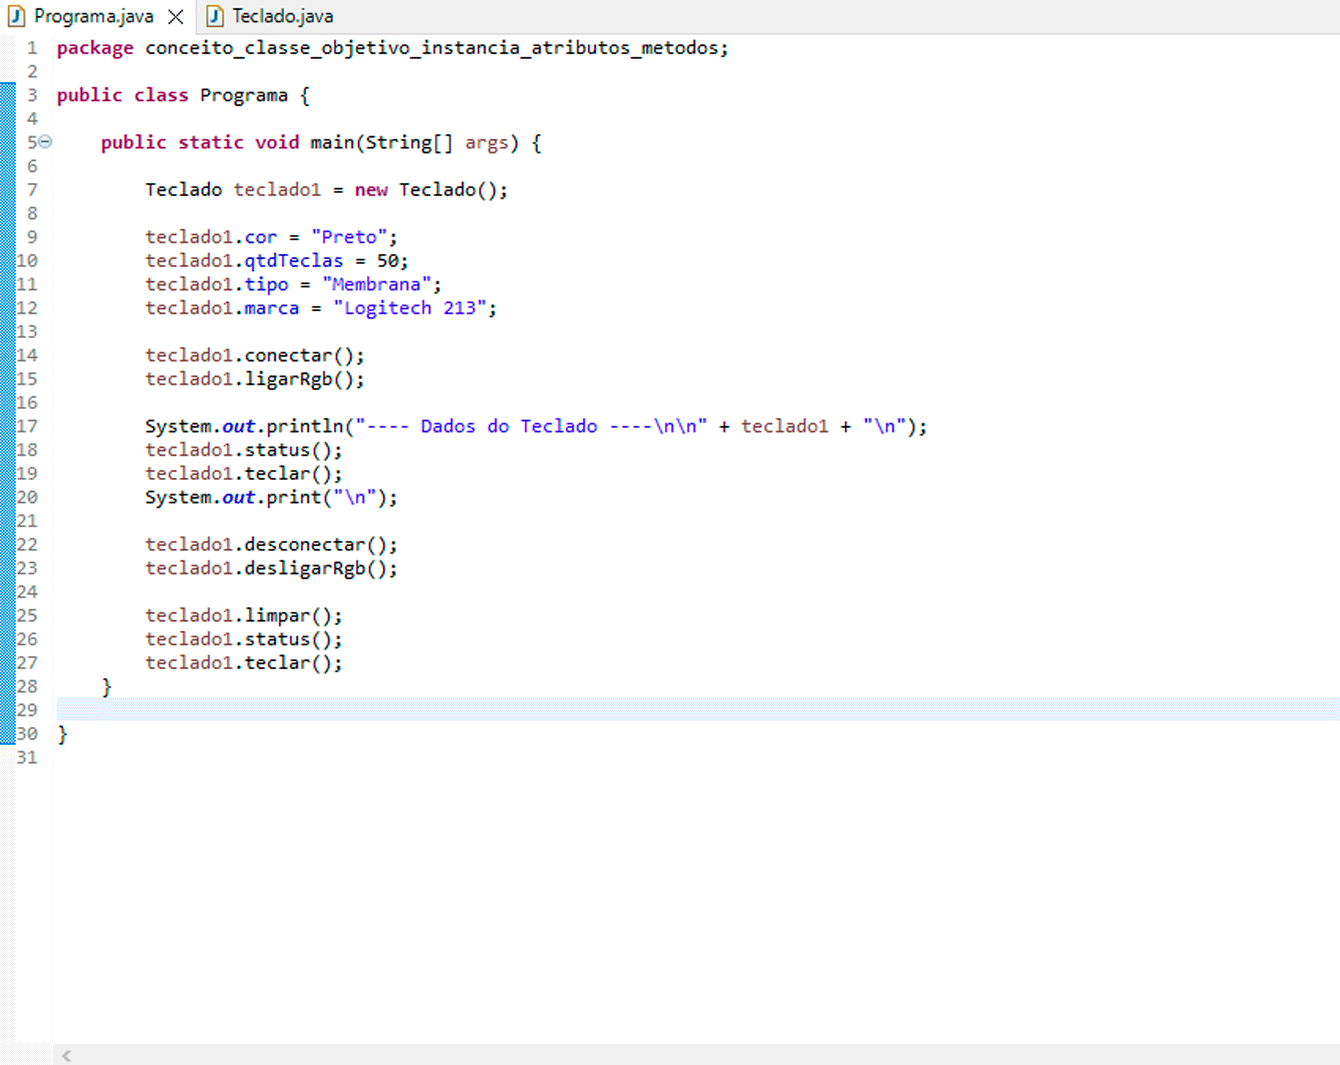 Programa.java
Teclado.java
1 package conceito_classe_objetivo_instancia_atributos_metodos;
2
3 public class Programa {
4
5     public static void main(String[] args) {
6
7         Teclado teclado1 = new Teclado();
8
9         teclado1.cor = "Preto";
10         teclado1.qtdTeclas = 50;
11         teclado1.tipo = "Membrana";
12         teclado1.marca = "Logitech 213";
13
14         teclado1.conectar();
15         teclado1.ligarRgb();
16
17         System.out.println("---- Dados do Teclado ----\n\n" + teclado1 + "\n");
18         teclado1.status();
19         teclado1.teclar();
20         System.out.print("\n");
21
22         teclado1.desconectar();
23         teclado1.desligarRgb();
24
25         teclado1.limpar();
26         teclado1.status();
27         teclado1.teclar();
28     }
29
30 }
31